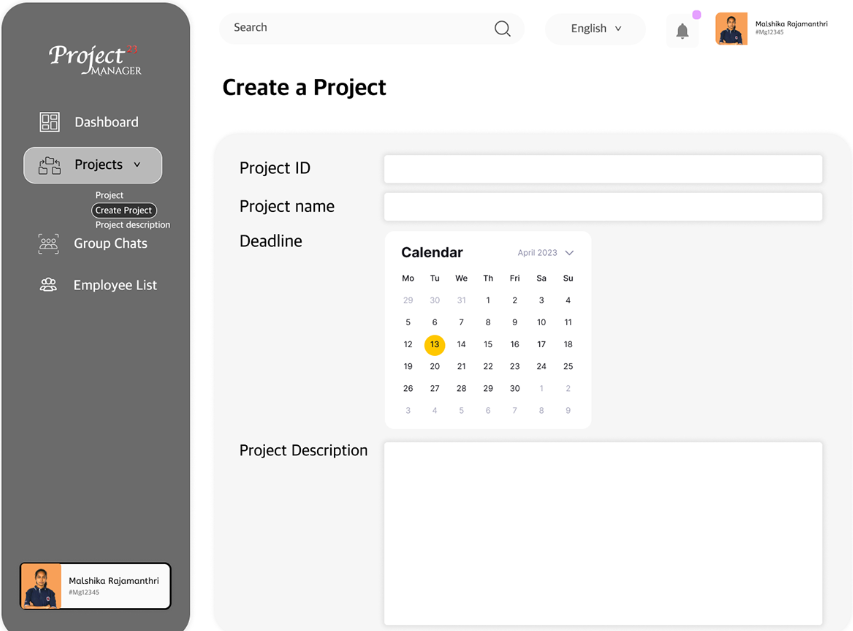 Project
MANAGER
Dashboard
Projects
Project
Create Project
Project description
Group Chats
Employee List
Malshika Rajamanthri
#Mg12345
Search
English
Malshika Rajamanthri
#Mg12345
Create a Project
Project ID
Project name
Deadline
Calendar April 2023
Mo Tu We Th Fri Sa Su
29 30 31 1 2 3 4
5 6 7 8 9 10 11
12 13 14 15 16 17 18
19 20 21 22 23 24 25
26 27 28 29 30 1 2
3 4 5 6 7 8 9
Project Description